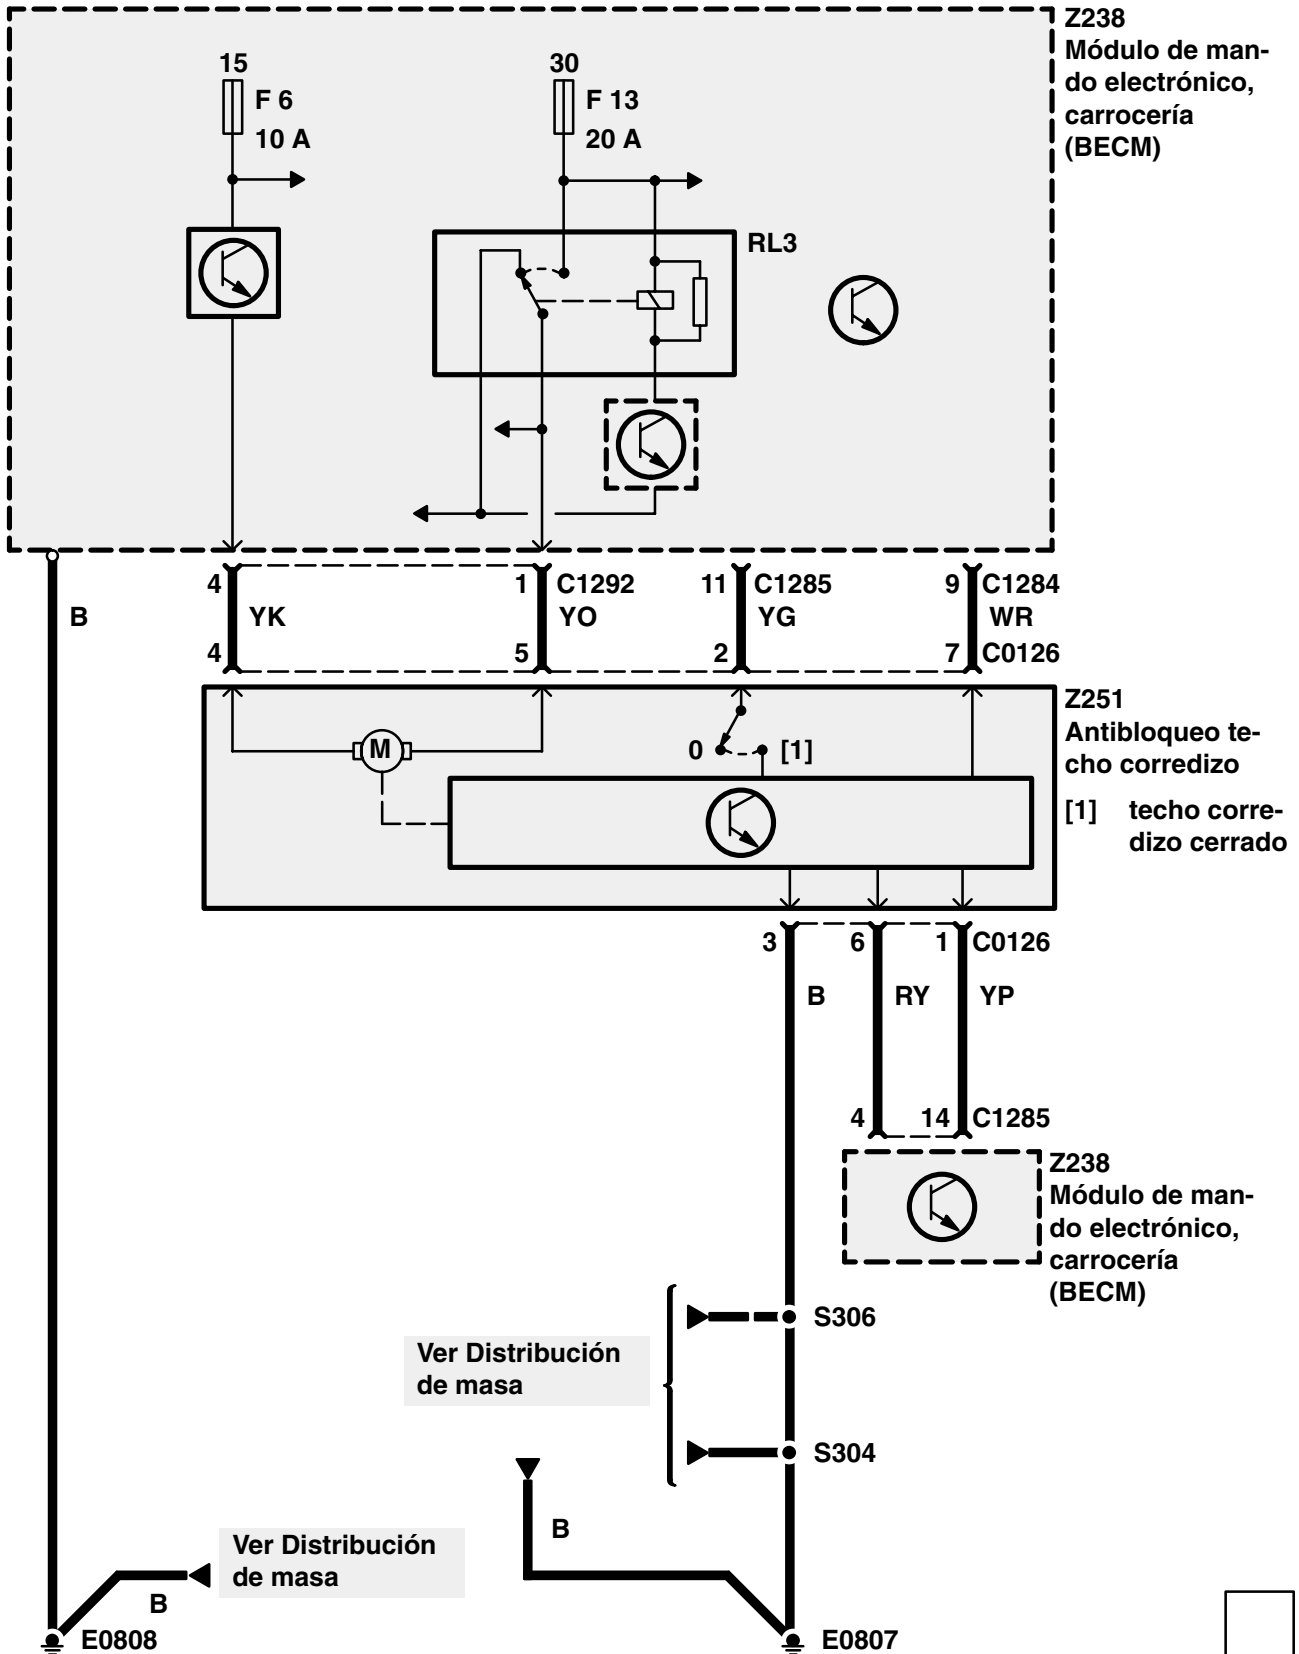 Z238
Módulo de man-
do electrónico,
carrocería
(BECM)
15
F 6
10 A
30
F 13
20 A
RL3
4
1
C1292
11
C1285
9
C1284
B
YK
YO
YG
WR
4
5
2
7
C0126
Z251
Antibloqueo te-
cho corredizo
[1] techo corre-
dizo cerrado
M
0
[1]
3
6
1
C0126
B
RY
YP
4
14
C1285
Z238
Módulo de man-
do electrónico,
carrocería
(BECM)
S306
Ver Distribución
de masa
S304
B
Ver Distribución
de masa
B
E0808
E0807